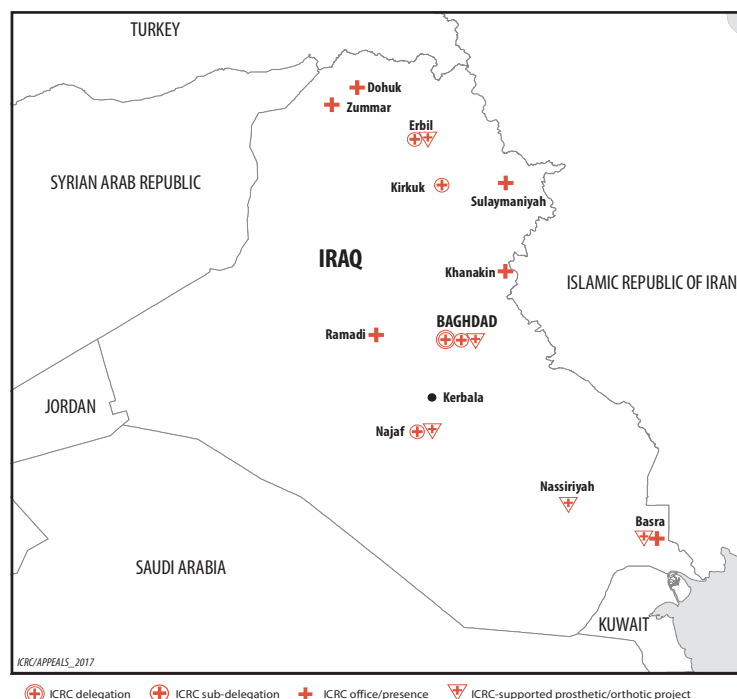 TURKEY
Dohuk
Zummar
Erbil
SYRIAN ARAB REPUBLIC
Kirkuk
Sulaymaniyah
IRAQ
Khanakin
ISLAMIC REPUBLIC OF IRAN
BAGHDAD
Ramadi
JORDAN
Kerbala
Najaf
Nassiriyah
Basra
SAUDI ARABIA
KUWAIT
ICRC/APPEALS_2017
ICRC delegation ICRC sub-delegation ICRC office/presence ICRC-supported prosthetic/orthotic project